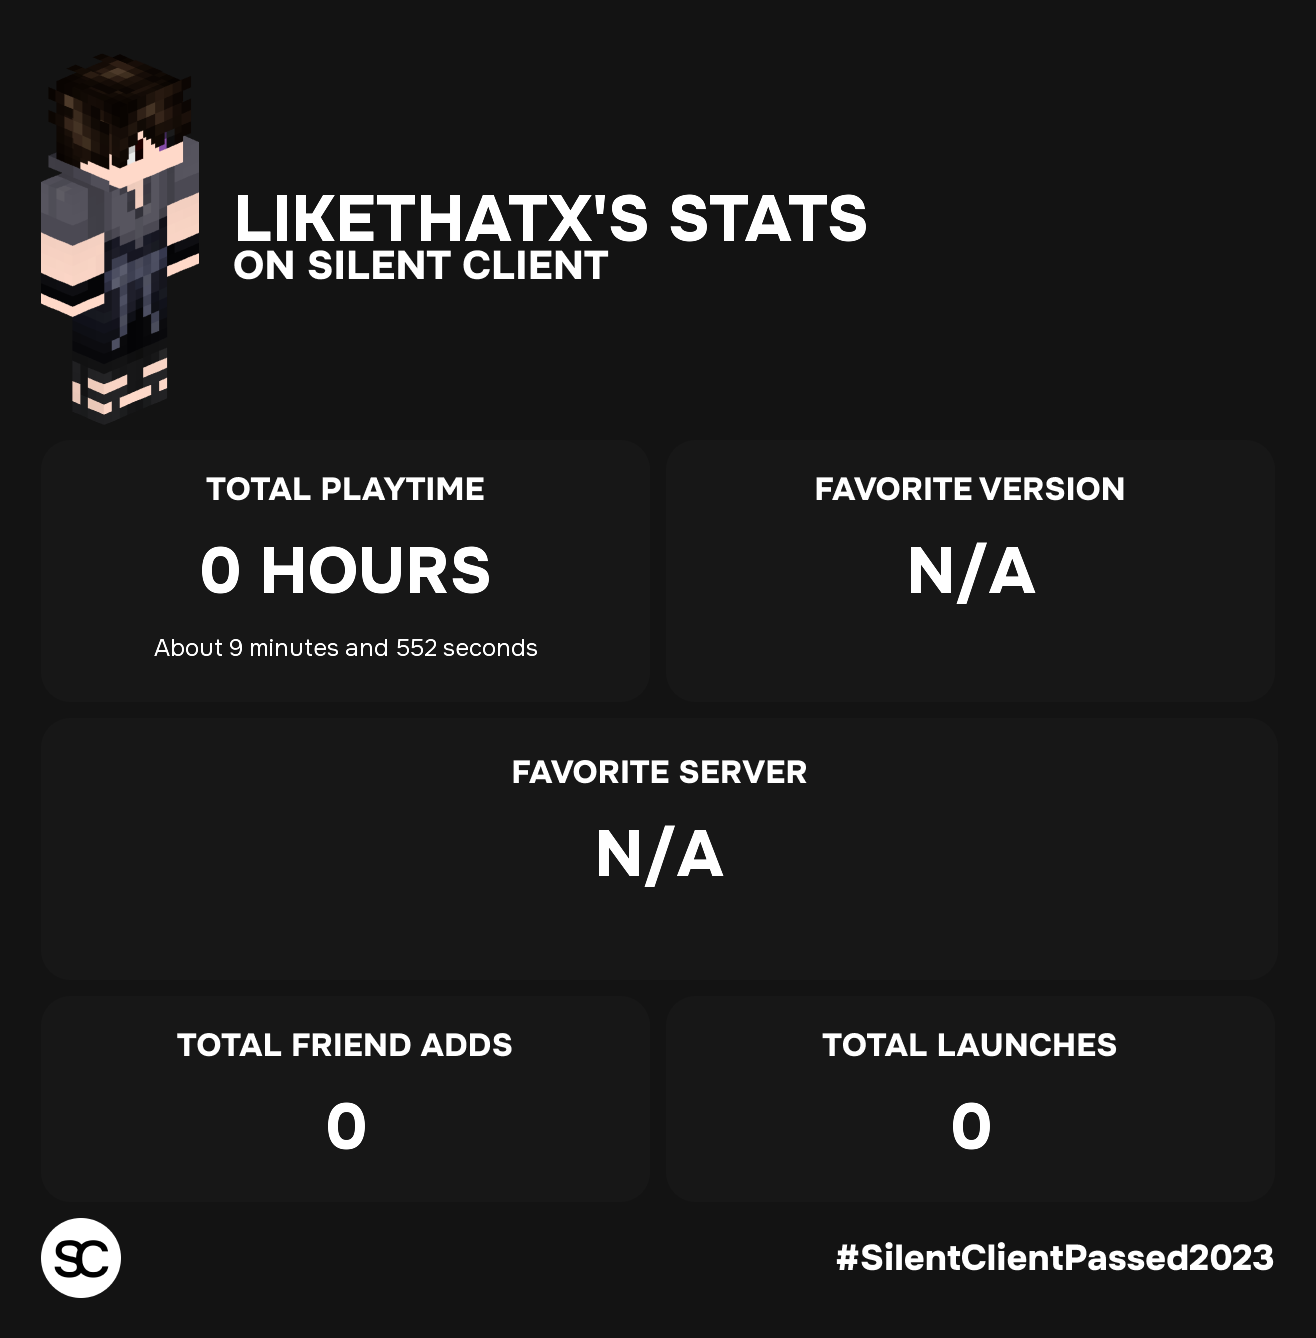 LIKETHATX'S STATS
ON SILENT CLIENT
TOTAL PLAYTIME
0 HOURS
About 9 minutes and 552 seconds
FAVORITE VERSION
N/A
FAVORITE SERVER
N/A
TOTAL FRIEND ADDS
0
TOTAL LAUNCHES
0
SC
#SilentClientPassed2023